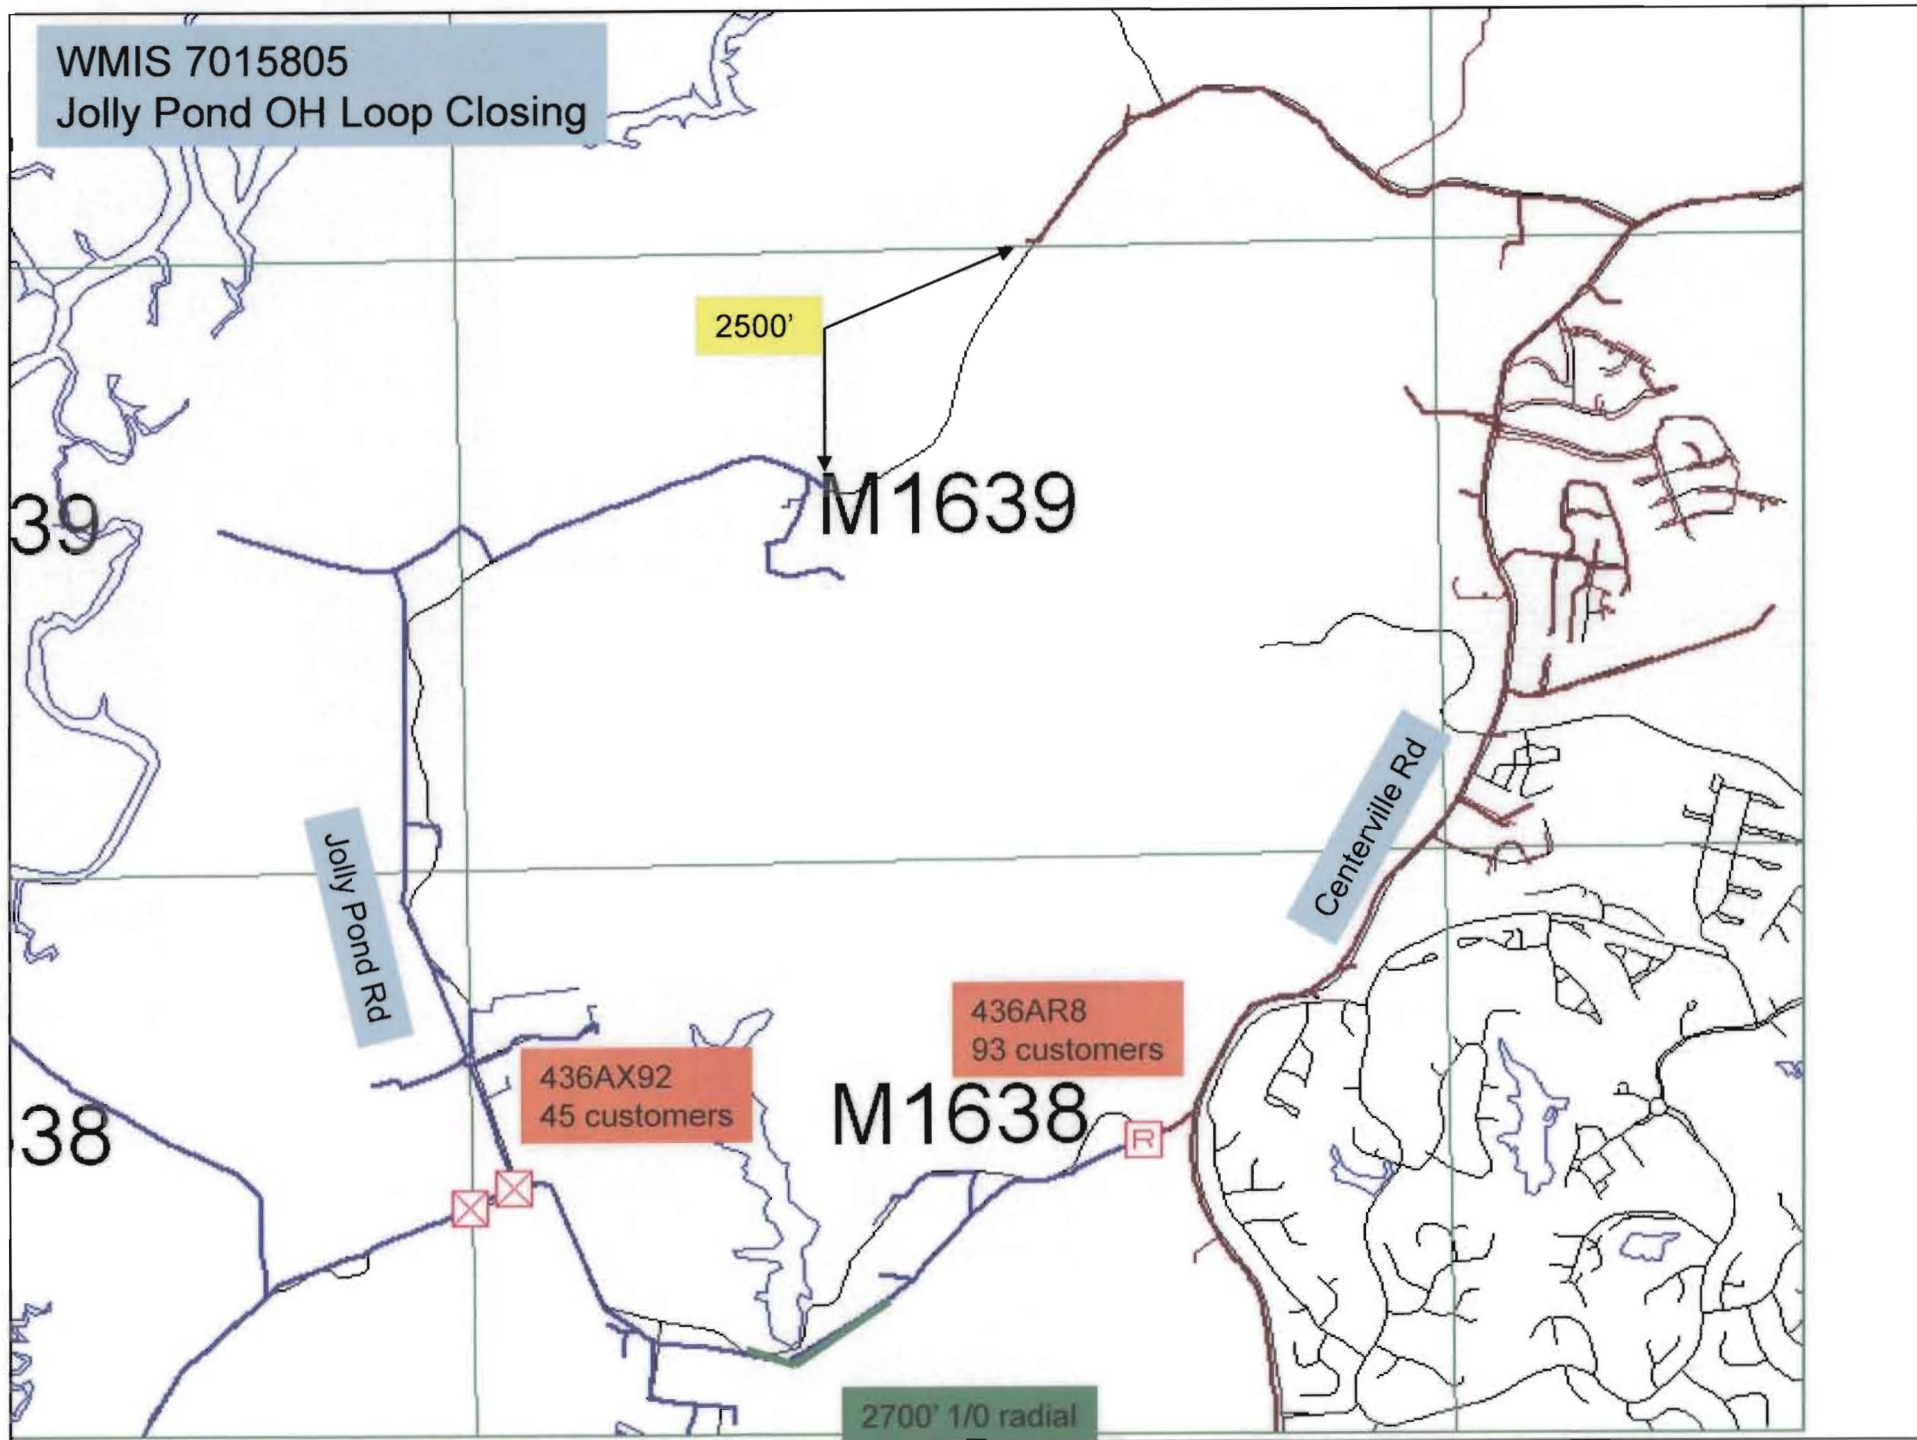 WMIS 7015805
Jolly Pond OH Loop Closing
2500'
M1639
39
Centerville Rd
Jolly Pond Rd
436AR8
93 customers
436AX92
45 customers
M1638
38
R
2700' 1/0 radial